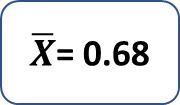 X̅ = 0.68